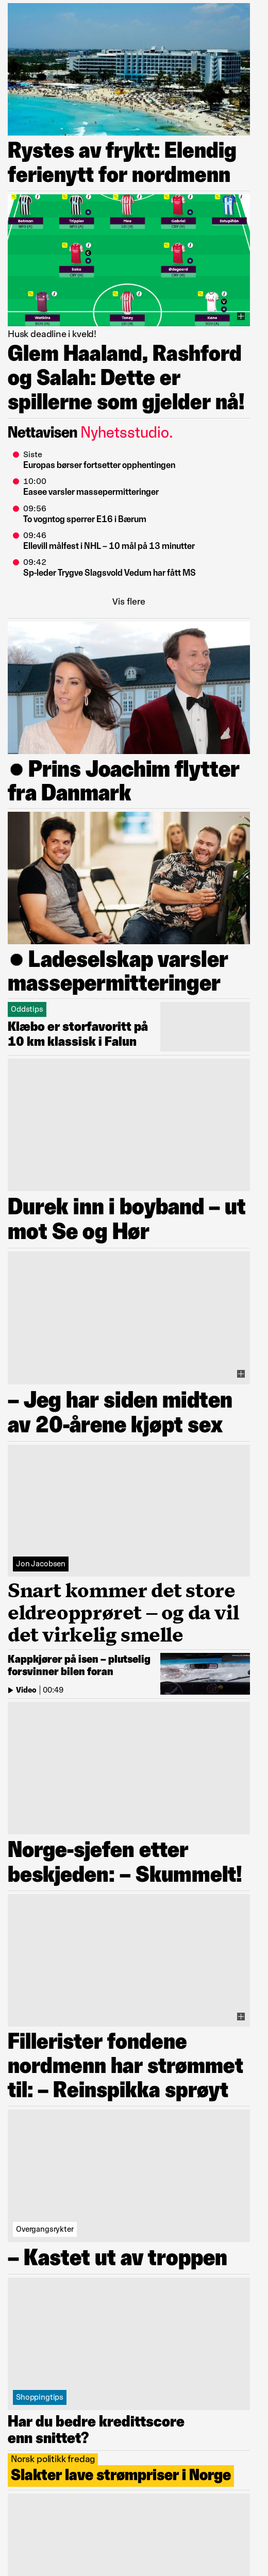 Rystes av frykt: Elendig
ferienytt for nordmenn
Botman
Trippier
Mee
Gabriel
Estupiñán
Saka
Ødegaard
Watkins
Toney
Kane
Husk deadline i kveld!
Glem Haaland, Rashford
og Salah: Dette er
spillerne som gjelder nå!
Nettavisen Nyhetsstudio.
Siste
Europas børser fortsetter opphentingen
10:00
Easee varsler massepermitteringer
09:56
To vogntog sperrer E16 i Bærum
09:46
Ellevill målfest i NHL – 10 mål på 13 minutter
09:42
Sp-leder Trygve Slagsvold Vedum har fått MS
Vis flere
● Prins Joachim flytter
fra Danmark
● Ladeselskap varsler
massepermitteringer
Oddstips
Klæbo er storfavoritt på
10 km klassisk i Falun
Durek inn i boyband – ut
mot Se og Hør
– Jeg har siden midten
av 20-årene kjøpt sex
Jon Jacobsen
Snart kommer det store
eldreopprøret – og da vil
det virkelig smelle
Kappkjører på isen – plutselig
forsvinner bilen foran
Video | 00:49
Norge-sjefen etter
beskjeden: – Skummelt!
Fillerister fondene
nordmenn har strømmet
til: – Reinspikka sprøyt
Overgangsrykter
– Kastet ut av troppen
Shoppingtips
Har du bedre kredittscore
enn snittet?
Norsk politikk fredag
Slakter lave strømpriser i Norge